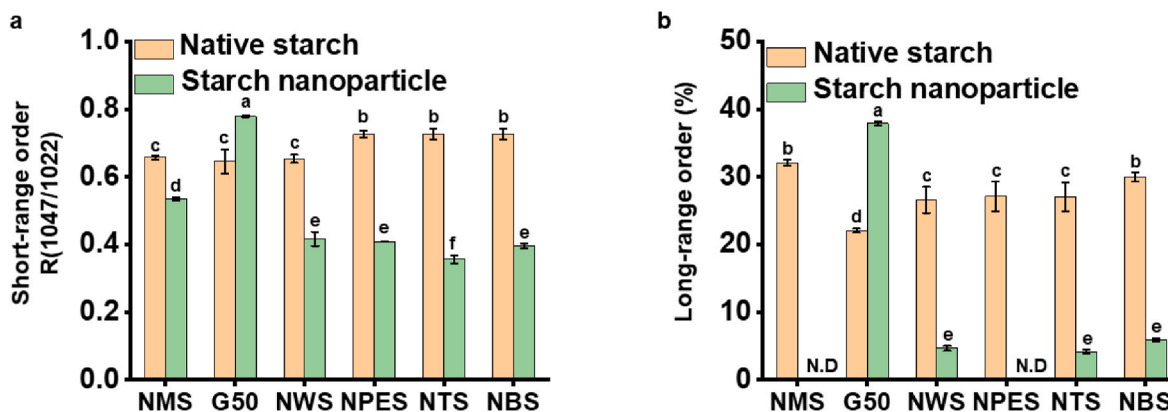 a
Short-range order
R(1047/1022)
1.0
0.8
0.6
0.4
0.2
0.0
Native starch
Starch nanoparticle
c
d
c
a
c
e
b
e
b
f
b
e
NMS G50 NWS NPES NTS NBS
b
Long-range order (%)
50
40
30
20
10
0
Native starch
Starch nanoparticle
b
N.D
d
a
c
e
c
N.D
c
e
b
e
NMS G50 NWS NPES NTS NBS